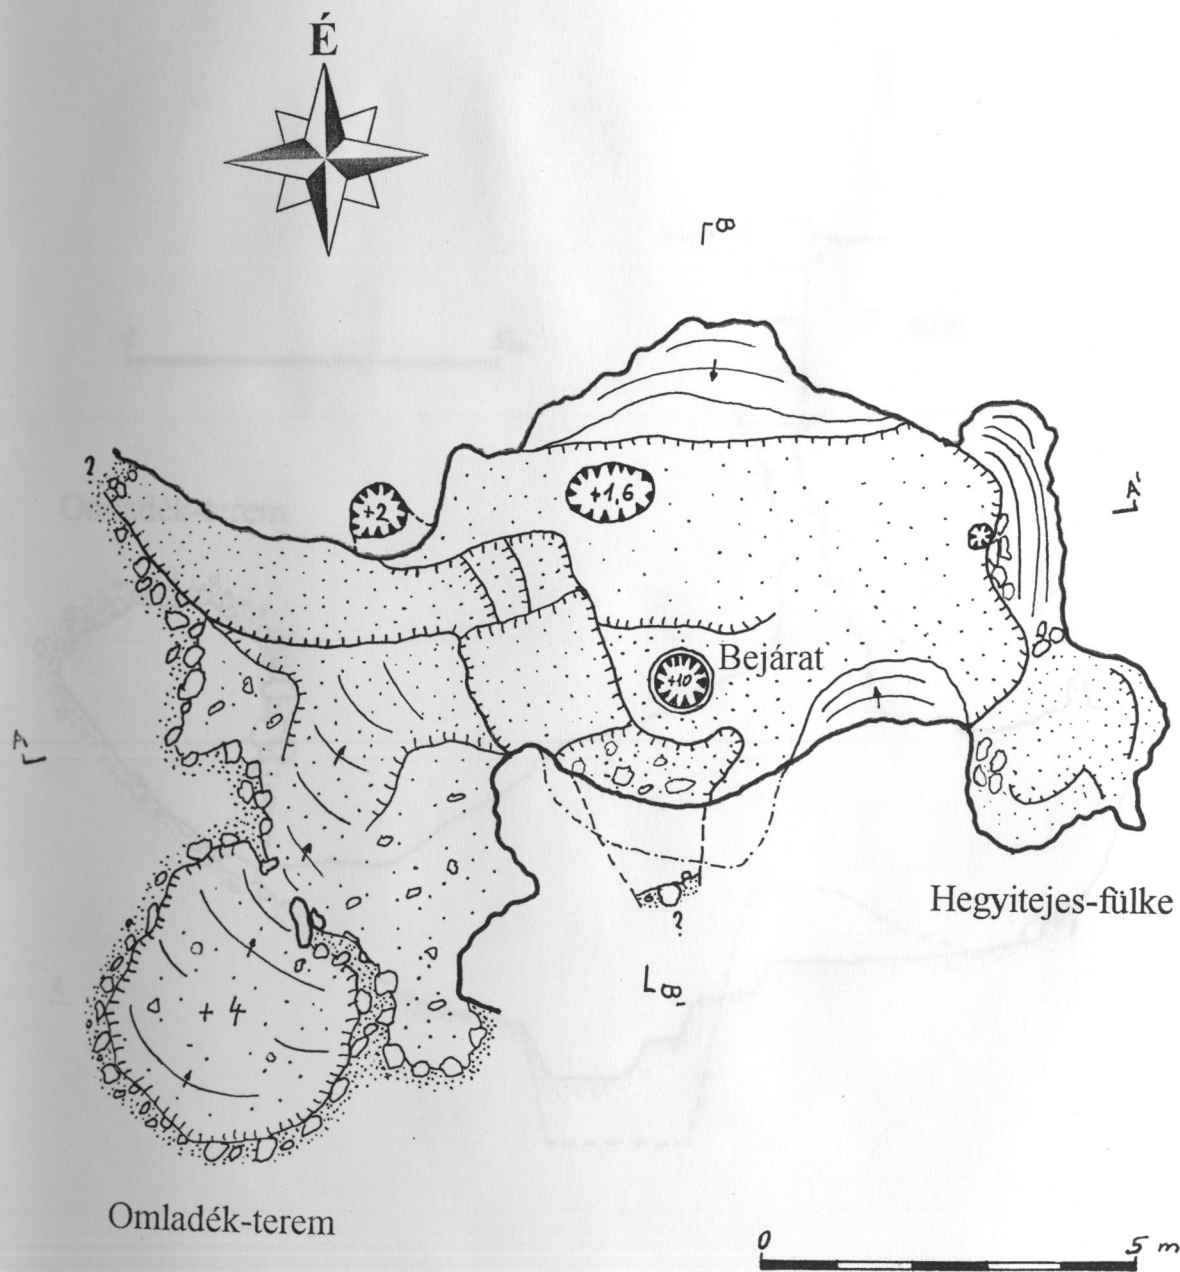 É
B
?
+2
+1,6
A'
Bejárat
+10
A
Hegyitejes-fülke
?
B'
+4
Omladék-terem
0 5 m